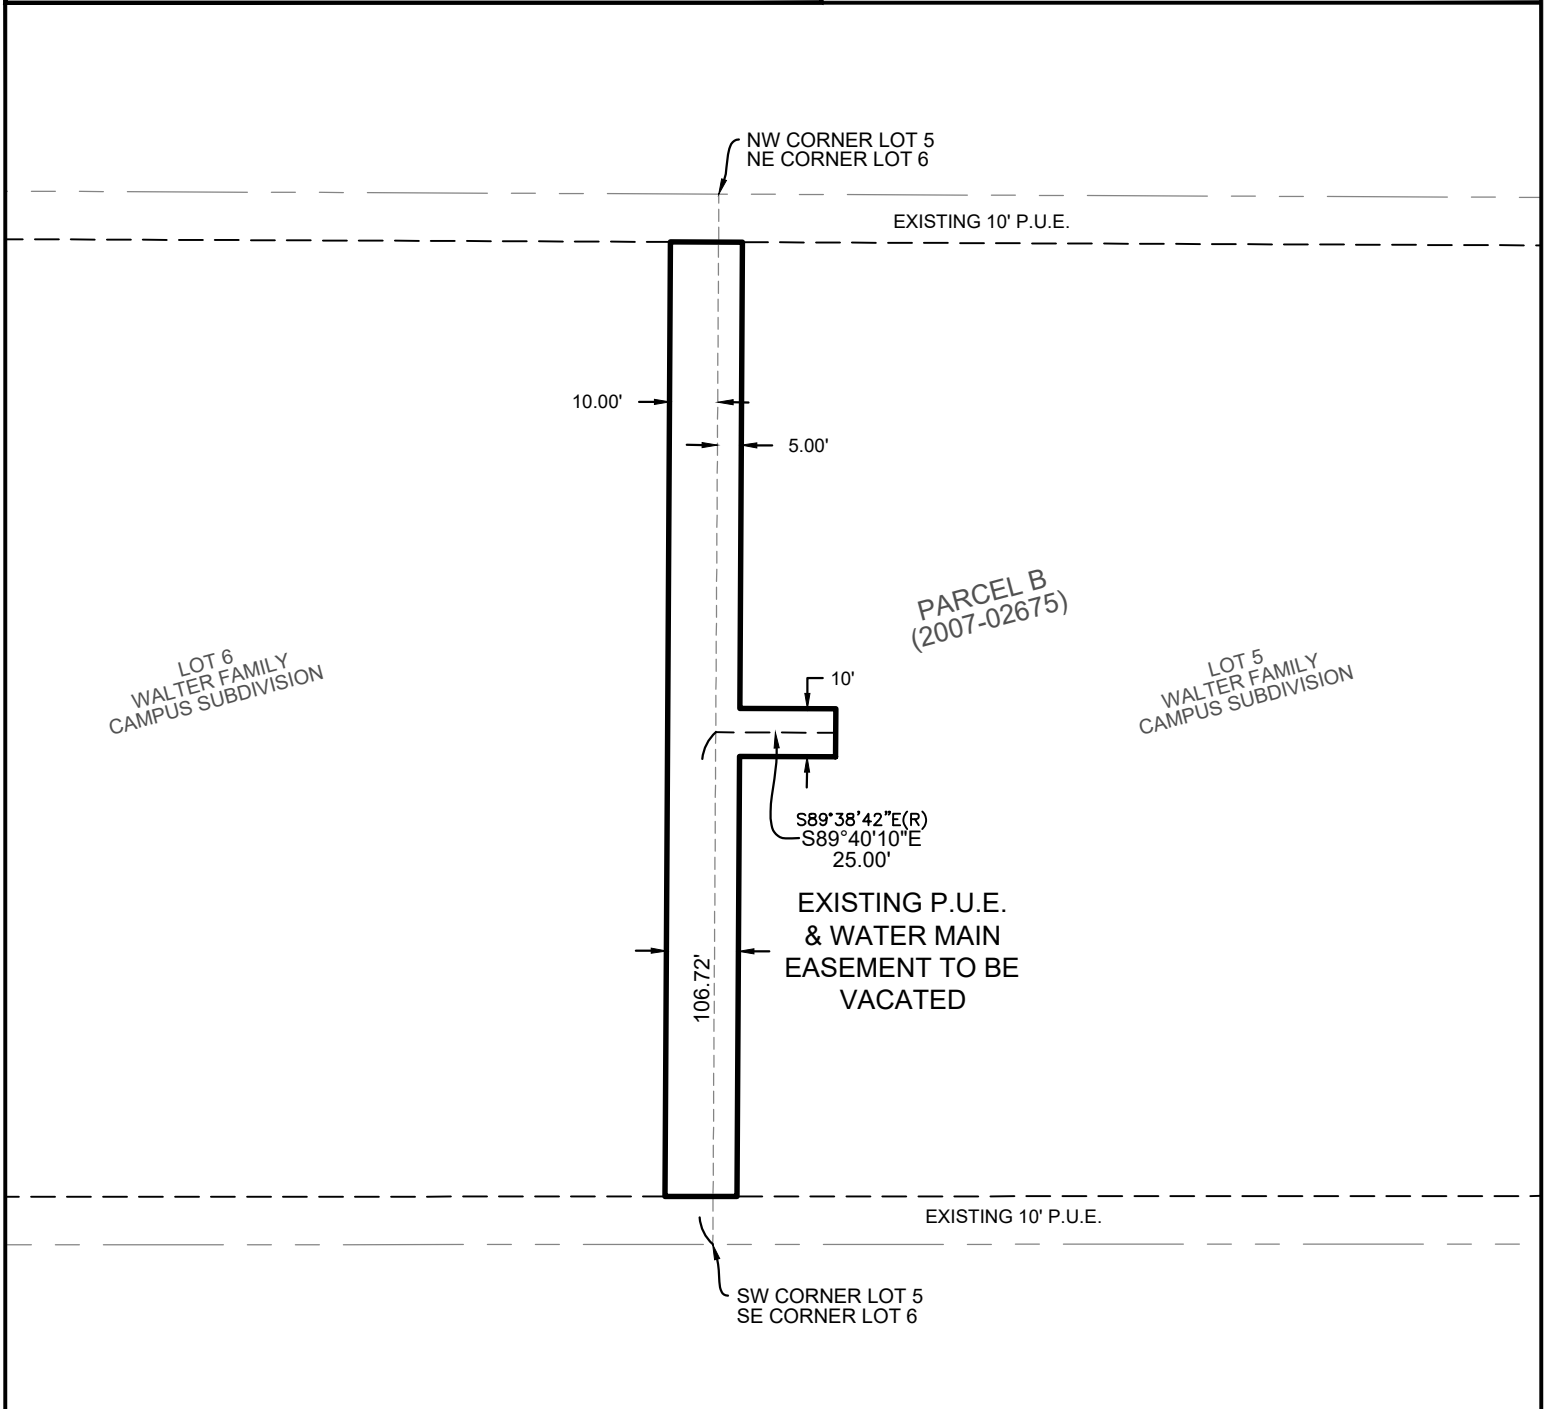 NW CORNER LOT 5
NE CORNER LOT 6
EXISTING 10' P.U.E.
10.00'
5.00'
PARCEL B
(2007-02675)
LOT 6
WALTER FAMILY
CAMPUS SUBDIVISION
LOT 5
WALTER FAMILY
CAMPUS SUBDIVISION
10'
S89°38'42"E(R)
S89°40'10"E
25.00'
EXISTING P.U.E.
& WATER MAIN
EASEMENT TO BE
VACATED
106.72'
EXISTING 10' P.U.E.
SW CORNER LOT 5
SE CORNER LOT 6